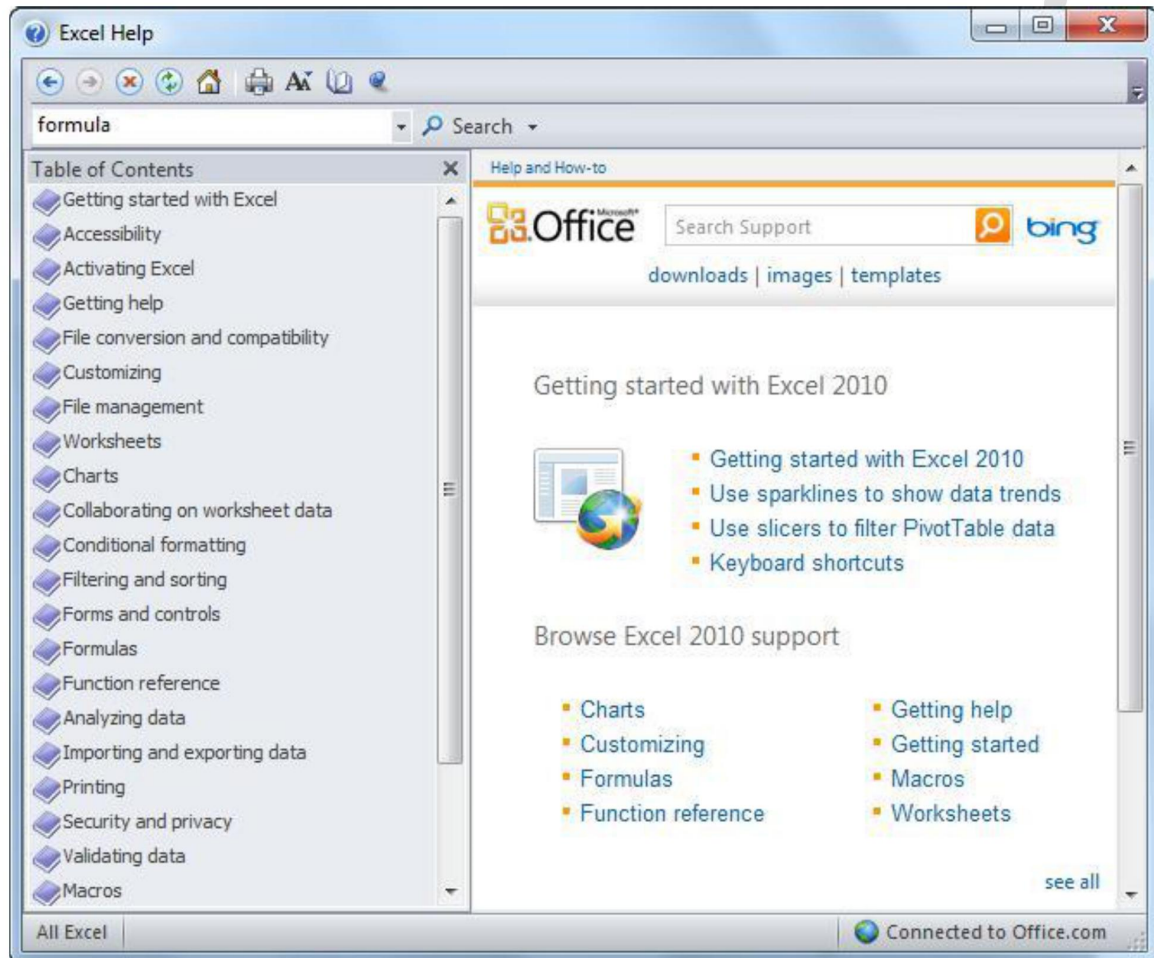 Excel Help
formula
Search
Table of Contents
Getting started with Excel
Accessibility
Activating Excel
Getting help
File conversion and compatibility
Customizing
File management
Worksheets
Charts
Collaborating on worksheet data
Conditional formatting
Filtering and sorting
Forms and controls
Formulas
Function reference
Analyzing data
Importing and exporting data
Printing
Security and privacy
Validating data
Macros
Help and How-to
Microsoft®
Office
Search Support
bing
downloads | images | templates
Getting started with Excel 2010
Getting started with Excel 2010
Use sparklines to show data trends
Use slicers to filter PivotTable data
Keyboard shortcuts
Browse Excel 2010 support
Charts
Customizing
Formulas
Function reference
Getting help
Getting started
Macros
Worksheets
see all
All Excel
Connected to Office.com